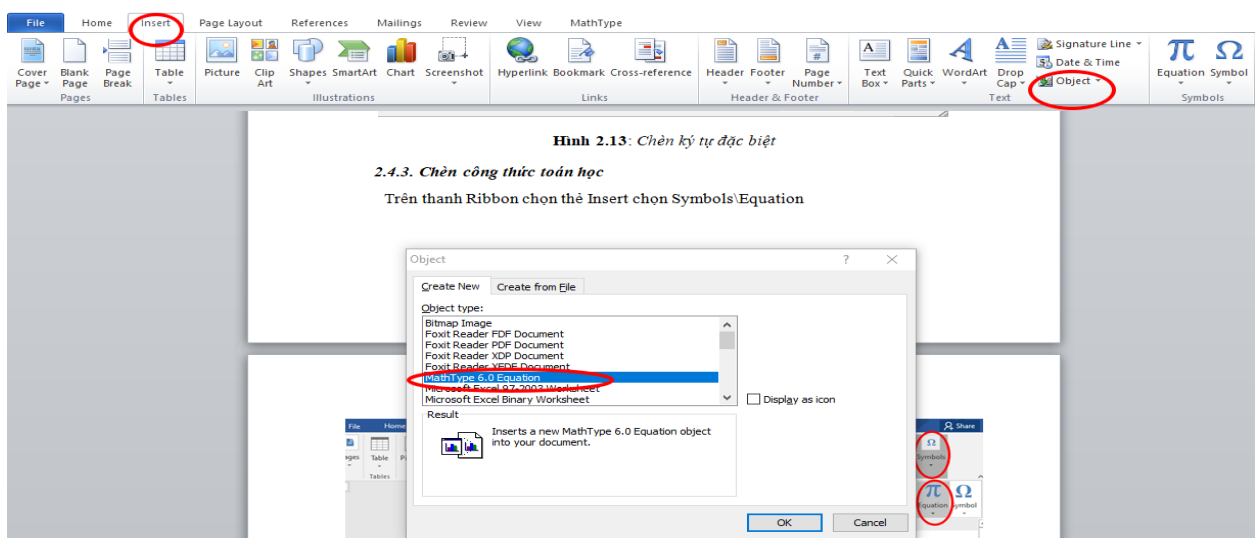 File Home Insert Page Layout References Mailings Review View MathType
Cover Page Blank Page Page Break Table Picture Clip Art Shapes SmartArt Chart Screenshot Hyperlink Bookmark Cross-reference Header Footer Page Number Text Box Quick Parts WordArt Drop Cap Signature Line Date & Time Object Equation Symbol
Pages Tables Illustrations Links Header & Footer Text Symbols
Hình 2.13: Chèn ký tự đặc biệt
2.4.3. Chèn công thức toán học
Trên thanh Ribbon chọn thẻ Insert chọn Symbols\Equation
Object ?
Create New Create from File
Object type:
Bitmap Image
Foxit Reader FDF Document
Foxit Reader PDF Document
Foxit Reader XDP Document
Foxit Reader XFDF Document
MathType 6.0 Equation
Microsoft Excel 97-2003 Worksheet
Microsoft Excel Binary Worksheet
Display as icon
Result
Inserts a new MathType 6.0 Equation object
into your document.
OK Cancel
File Home
Table
Tables
Share
Symbols
Equation Symbol